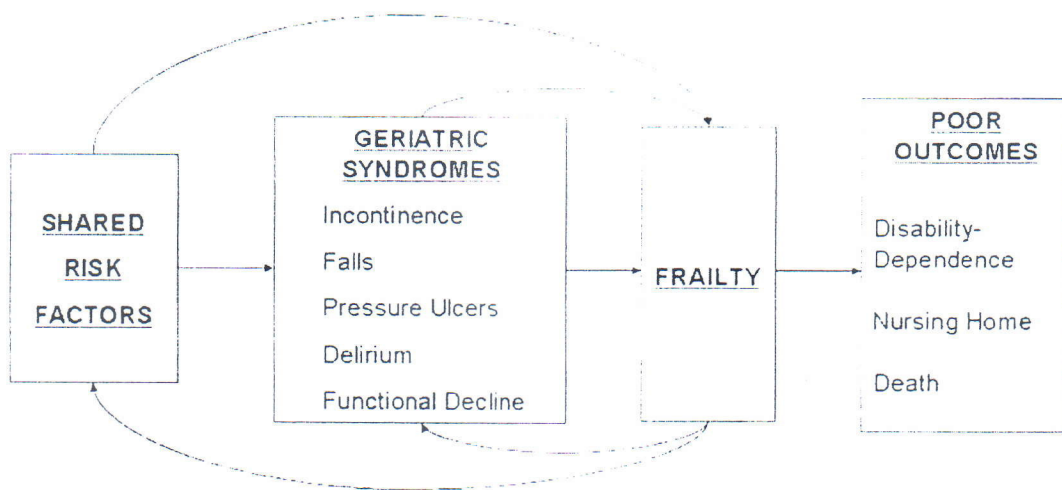 SHARED
RISK
FACTORS
GERIATRIC
SYNDROMES
Incontinence
Falls
Pressure Ulcers
Delirium
Functional Decline
FRAILTY
POOR
OUTCOMES
Disability-
Dependence
Nursing Home
Death